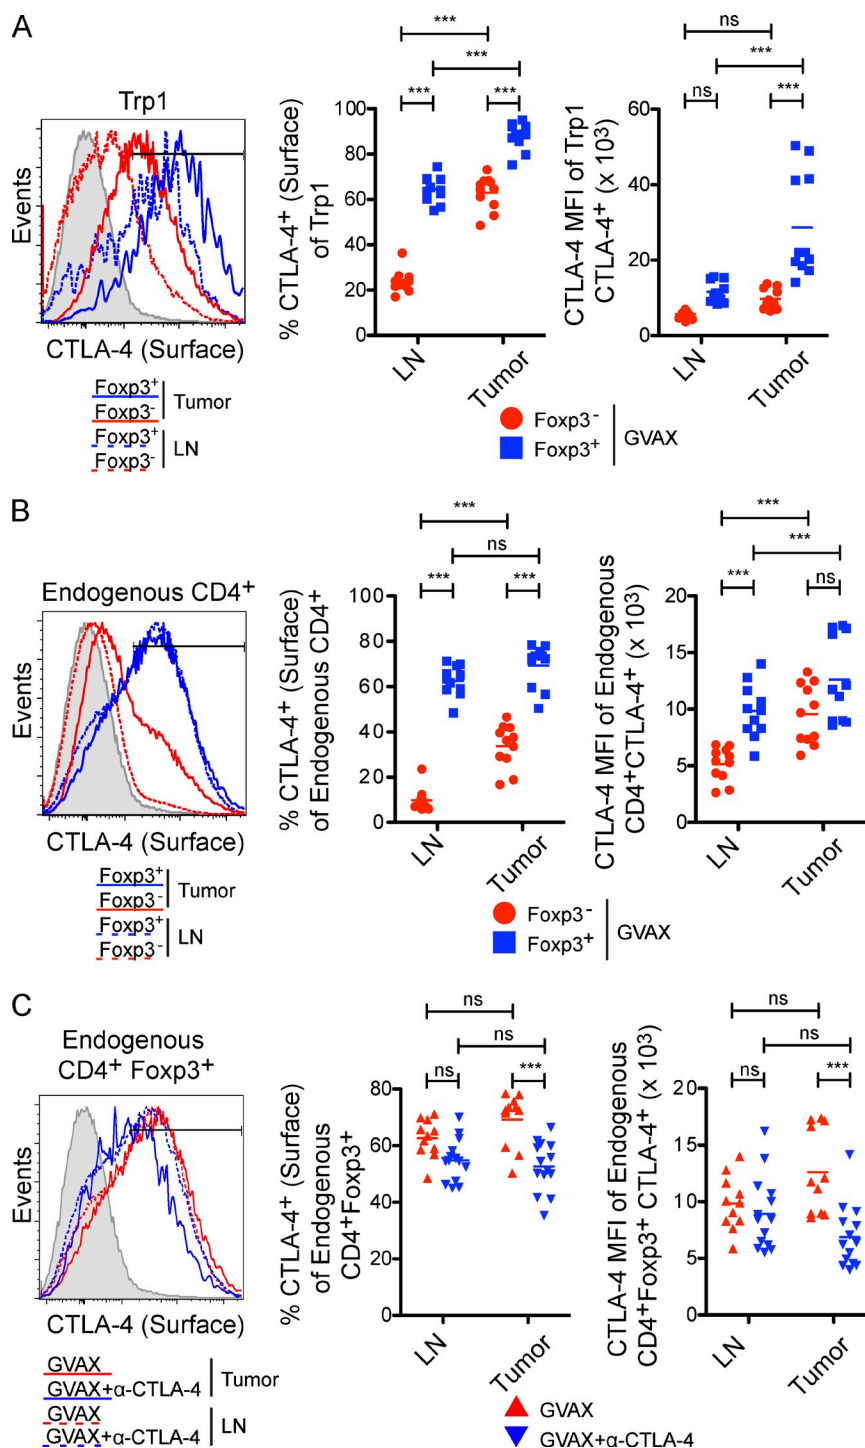 A
Trp1
Events
CTLA-4 (Surface)
Foxp3⁺
Foxp3⁻
Tumor
Foxp3⁺
Foxp3⁻
LN
***
***
***
***
% CTLA-4⁺ (Surface)
of Trp1
100
80
60
40
20
0
LN
Tumor
ns
***
ns
***
CTLA-4 MFI of Trp1
CTLA-4⁺ (x 10³)
60
40
20
0
LN
Tumor
Foxp3⁻
Foxp3⁺
GVAX
B
Endogenous CD4⁺
Events
CTLA-4 (Surface)
Foxp3⁺
Foxp3⁻
Tumor
Foxp3⁺
Foxp3⁻
LN
***
ns
***
***
% CTLA-4⁺ (Surface)
of Endogenous CD4⁺
100
80
60
40
20
0
LN
Tumor
***
***
***
ns
CTLA-4 MFI of Endogenous
CD4⁺CTLA-4⁺ (x 10³)
20
15
10
5
0
LN
Tumor
Foxp3⁻
Foxp3⁺
GVAX
C
Endogenous
CD4⁺ Foxp3⁺
Events
CTLA-4 (Surface)
GVAX
GVAX+α-CTLA-4
Tumor
GVAX
GVAX+α-CTLA-4
LN
ns
ns
ns
***
% CTLA-4⁺ (Surface)
of Endogenous
CD4⁺Foxp3⁺
80
60
40
20
0
LN
Tumor
ns
ns
ns
***
CTLA-4 MFI of Endogenous
CD4⁺Foxp3⁺ CTLA-4⁺ (x 10³)
20
15
10
5
0
LN
Tumor
GVAX
GVAX+α-CTLA-4